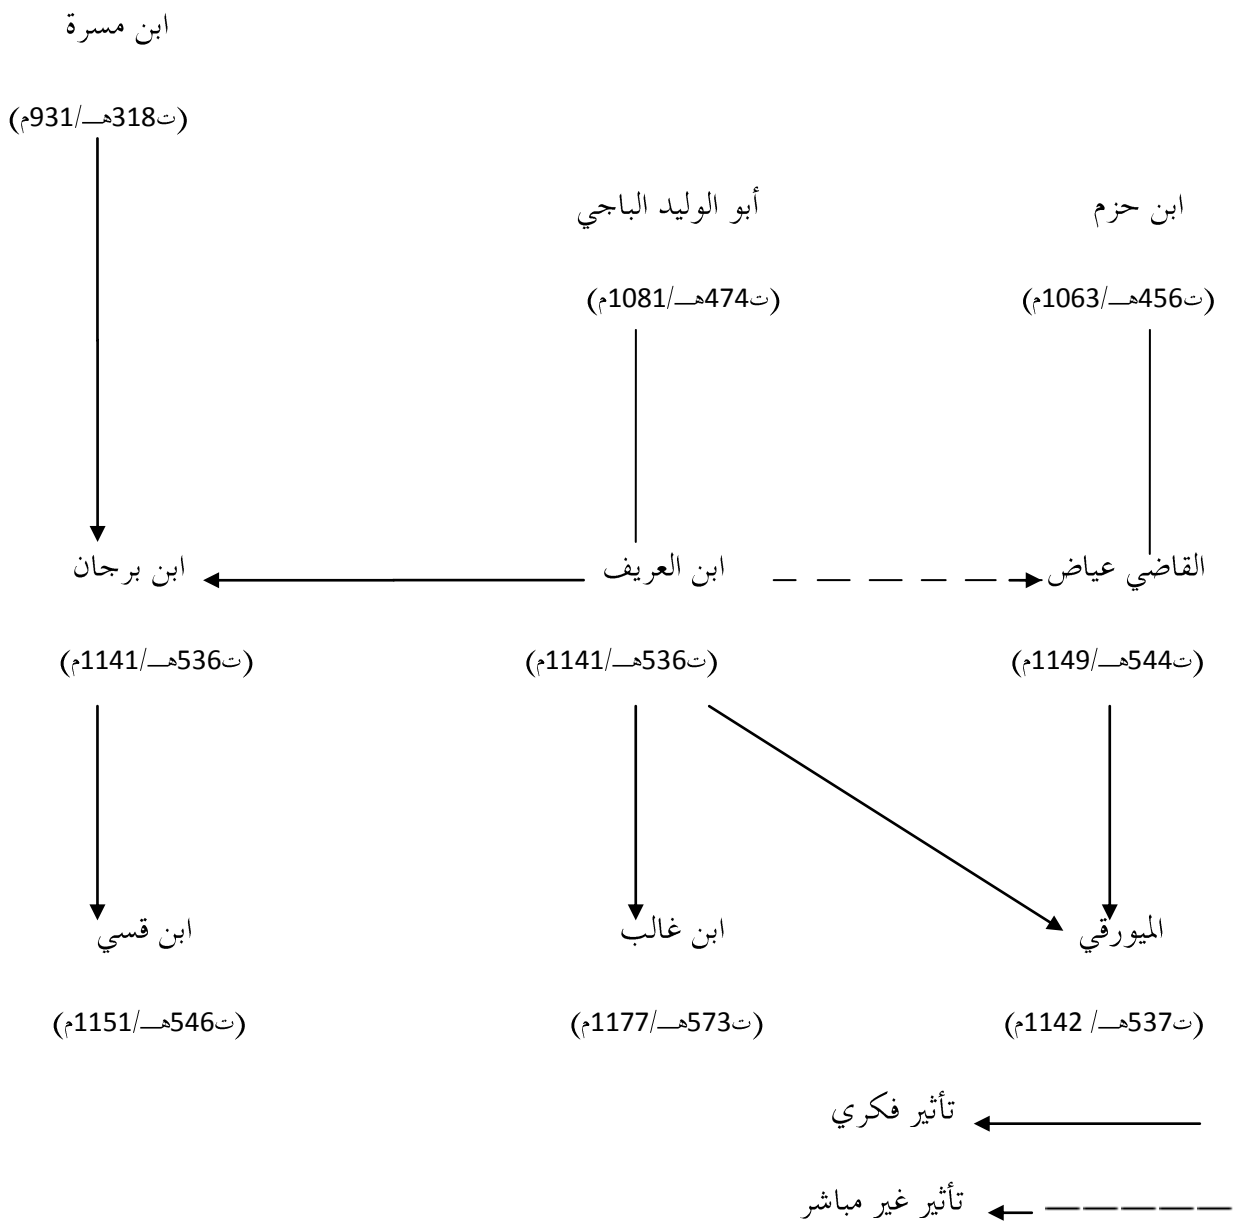 ابن مسرة
(ت318هـ/931م)
ابن حزم
أبو الوليد الباجي
(ت456هـ/1063م)
(ت474هـ/1081م)
القاضي عياض
ابن العريف
ابن برجان
(ت544هـ/1149م)
(ت536هـ/1141م)
(ت536هـ/1141م)
الميورقي
ابن غالب
ابن قسي
(ت537هـ/ 1142م)
(ت573هـ/1177م)
(ت546هـ/1151م)
تأثير فكري
تأثير غير مباشر